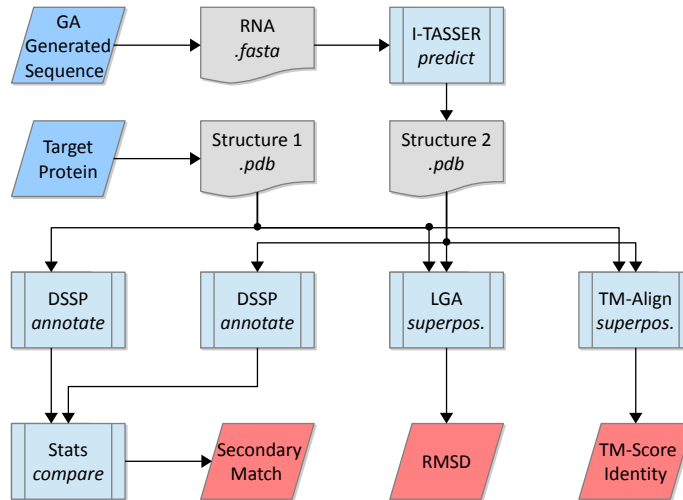 GA
Generated
Sequence
RNA
.fasta
I-TASSER
predict
Target
Protein
Structure 1
.pdb
Structure 2
.pdb
DSSP
annotate
DSSP
annotate
LGA
superpos.
TM-Align
superpos.
Stats
compare
Secondary
Match
RMSD
TM-Score
Identity